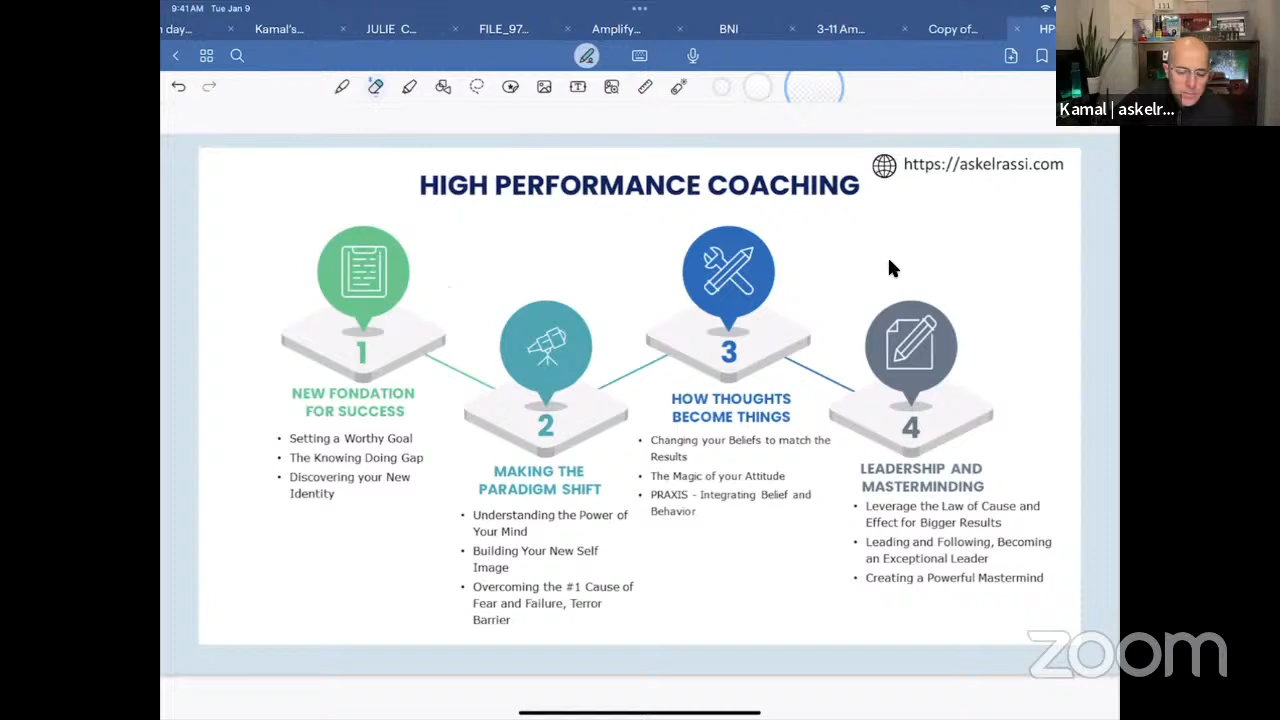 9:41 AM Tue Jan 9
n day...
Kamal's...
JULIE C...
FILE_97...
Amplify...
BNI
3-11 Am...
Copy of...
HP
Kamal | askelr...
https://askelrassi.com
HIGH PERFORMANCE COACHING
1
NEW FONDATION
FOR SUCCESS
• Setting a Worthy Goal
• The Knowing Doing Gap
• Discovering your New
Identity
2
MAKING THE
PARADIGM SHIFT
• Understanding the Power of
Your Mind
• Building Your New Self
Image
• Overcoming the #1 Cause of
Fear and Failure, Terror
Barrier
3
HOW THOUGHTS
BECOME THINGS
• Changing your Beliefs to match the
Results
• The Magic of your Attitude
• PRAXIS - Integrating Belief and
Behavior
4
LEADERSHIP AND
MASTERMINDING
• Leverage the Law of Cause and
Effect for Bigger Results
• Leading and Following, Becoming
an Exceptional Leader
• Creating a Powerful Mastermind
zoom